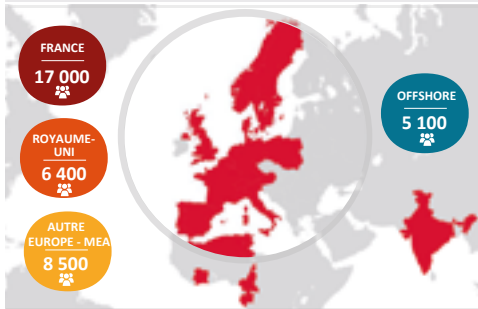 FRANCE
17 000
ROYAUME-
UNI
6 400
AUTRE
EUROPE - MEA
8 500
OFFSHORE
5 100